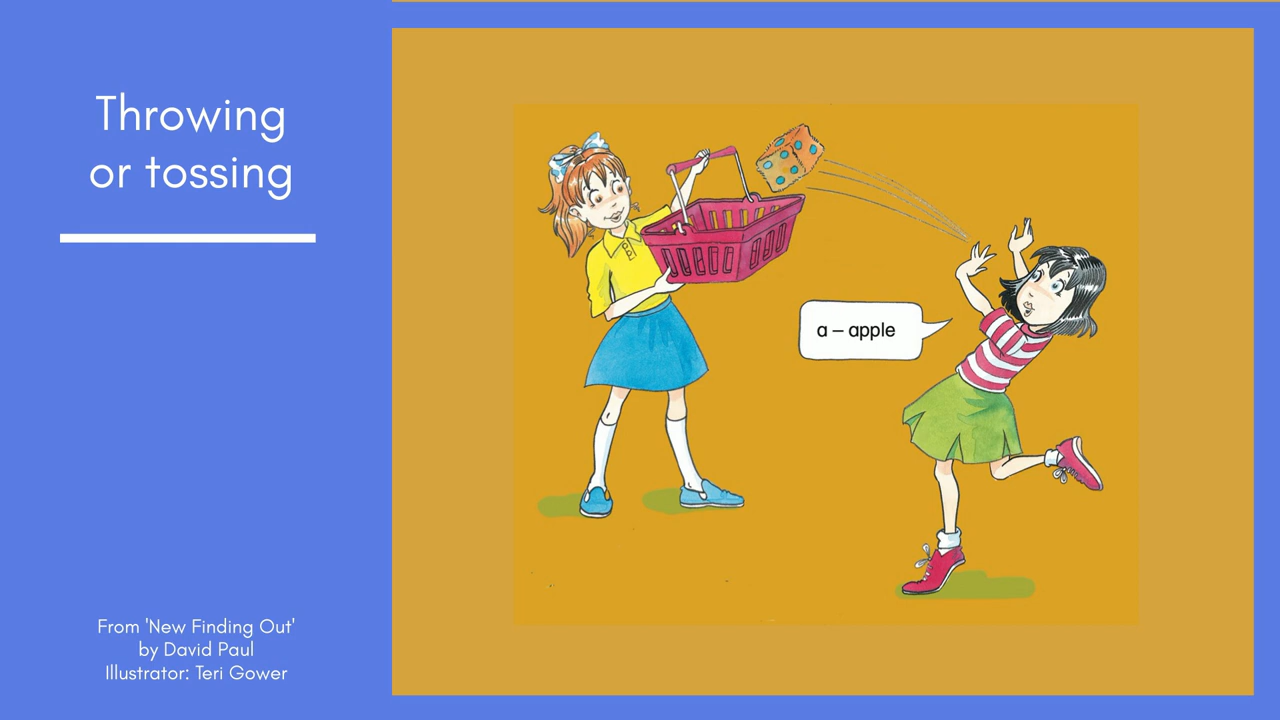 Throwing
or tossing
a – apple
From 'New Finding Out'
by David Paul
Illustrator: Teri Gower